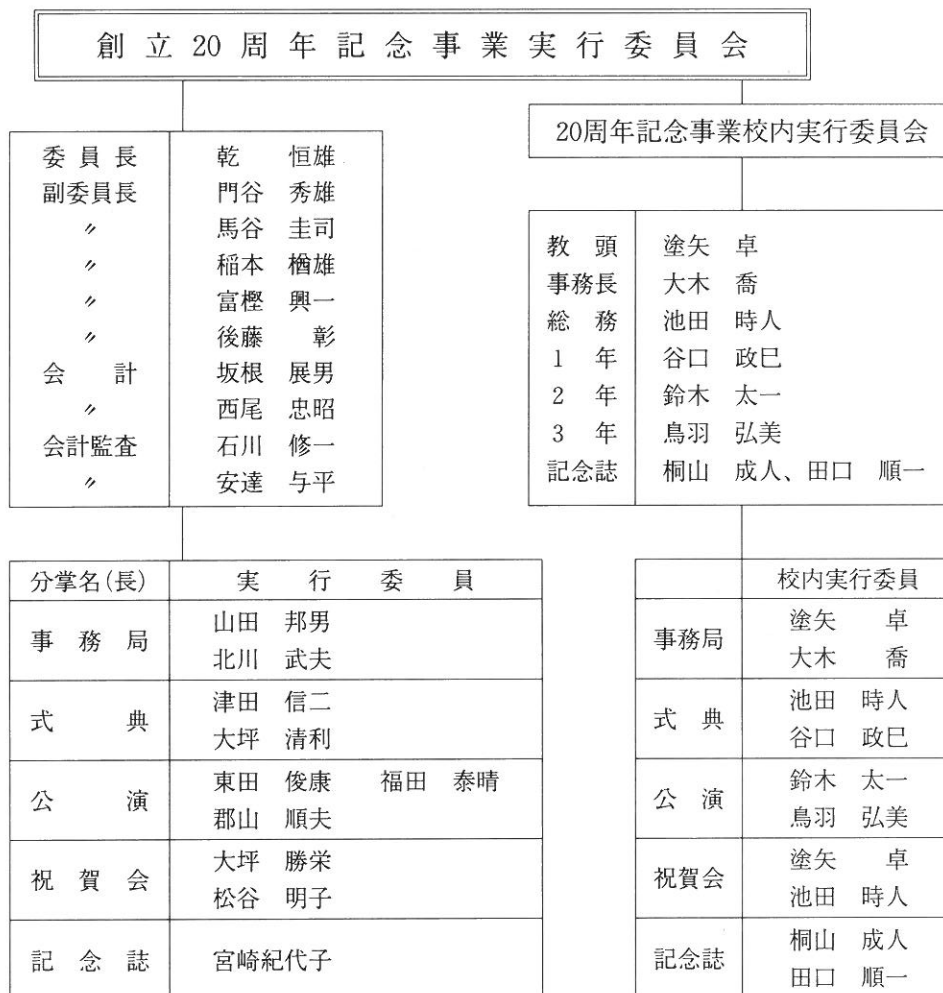 創立20周年記念事業実行委員会
委員長 乾 恒雄
副委員長 門谷 秀雄
〃 馬谷 圭司
〃 稲本 楢雄
〃 富樫 興一
〃 後藤 彰
会計 坂根 展男
〃 西尾 忠昭
会計監査 石川 修一
〃 安達 与平
20周年記念事業校内実行委員会
教頭 塗矢 卓
事務長 大木 喬
総務 池田 時人
1年 谷口 政巳
2年 鈴木 太一
3年 鳥羽 弘美
記念誌 桐山 成人、田口 順一
分掌名(長) 実行委員
事務局 山田 邦男
北川 武夫
式典 津田 信二
大坪 清利
公演 東田 俊康 福田 泰晴
郡山 順夫
祝賀会 大坪 勝栄
松谷 明子
記念誌 宮崎紀代子
校内実行委員
事務局 塗矢 卓
大木 喬
式典 池田 時人
谷口 政巳
公演 鈴木 太一
鳥羽 弘美
祝賀会 塗矢 卓
池田 時人
記念誌 桐山 成人
田口 順一